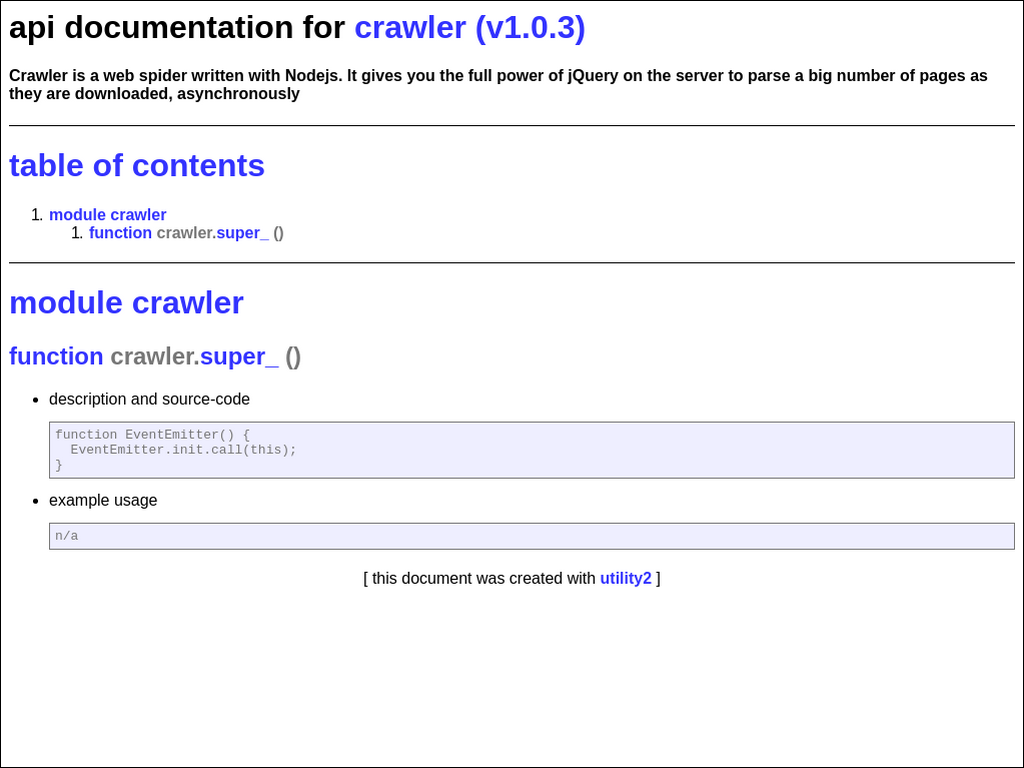 api documentation for crawler (v1.0.3)
Crawler is a web spider written with Nodejs. It gives you the full power of jQuery on the server to parse a big number of pages as
they are downloaded, asynchronously
table of contents
1. module crawler
1. function crawler.super_ ()
module crawler
function crawler.super_ ()
• description and source-code
function EventEmitter() {
  EventEmitter.init.call(this);
}
• example usage
n/a
[ this document was created with utility2 ]